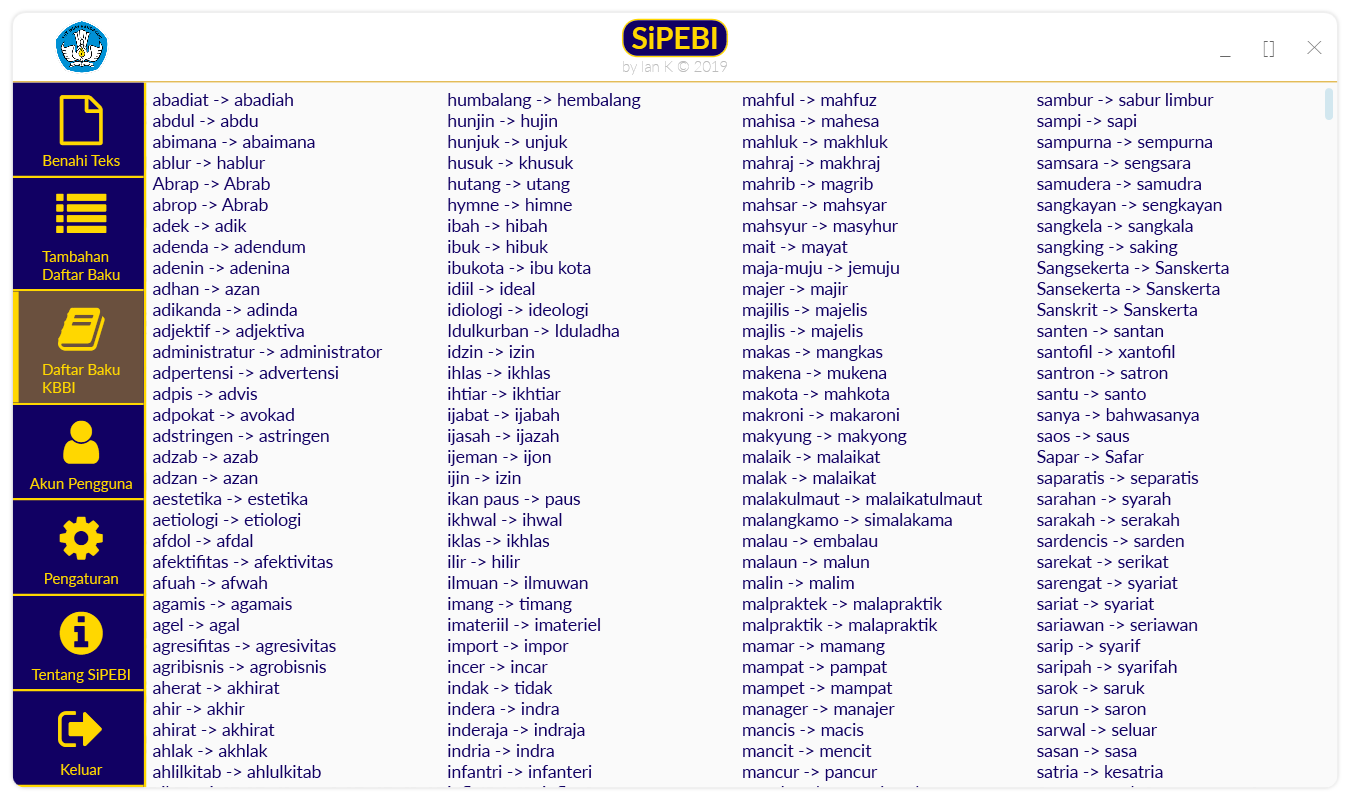 SiPEBI
by Ian K © 2019
Benahi Teks
Tambahan
Daftar Baku
Daftar Baku
KBBI
Akun Pengguna
Pengaturan
Tentang SiPEBI
Keluar
abadiat -> abadiah
abdul -> abdu
abimana -> abaimana
ablur -> hablur
Abrap -> Abrab
abrop -> Abrab
adek -> adik
adenda -> adendum
adenin -> adenina
adhan -> azan
adikanda -> adinda
adjektif -> adjektiva
administratur -> administrator
adpertensi -> advertensi
adpis -> advis
adpokat -> avokad
adstringen -> astringen
adzab -> azab
adzan -> azan
aestetika -> estetika
aetiologi -> etiologi
afdol -> afdal
afektifitas -> afektivitas
afuah -> afwah
agamis -> agamais
agel -> agal
agresifitas -> agresivitas
agribisnis -> agrobisnis
aherat -> akhirat
ahir -> akhir
ahirat -> akhirat
ahlak -> akhlak
ahlilkitab -> ahlulkitab
humbalang -> hembalang
hunjin -> hujin
hunjuk -> unjuk
husuk -> khusuk
hutang -> utang
hymne -> himne
ibah -> hibah
ibuk -> hibuk
ibukota -> ibu kota
idiil -> ideal
idiologi -> ideologi
Idulkurban -> Iduladha
idzin -> izin
ihlas -> ikhlas
ihtiar -> ikhtiar
ijabat -> ijabah
ijasah -> ijazah
ijeman -> ijon
ijin -> izin
ikan paus -> paus
ikhwal -> ihwal
iklas -> ikhlas
ilir -> hilir
ilmuan -> ilmuwan
imang -> timang
imateriil -> imateriel
import -> impor
incer -> incar
indak -> tidak
indera -> indra
inderaja -> indraja
indria -> indra
infantri -> infanteri
mahful -> mahfuz
mahisa -> mahesa
mahluk -> makhluk
mahraj -> makhraj
mahrib -> magrib
mahsar -> mahsyar
mahsyur -> masyhur
mait -> mayat
maja-muju -> jemuju
majer -> majir
majilis -> majelis
majlis -> majelis
makas -> mangkas
makena -> mukena
makota -> mahkota
makroni -> makaroni
makyung -> makyong
malaik -> malaikat
malak -> malaikat
malakulmaut -> malaikatulmaut
malangkamo -> simalakama
malau -> embalau
malaun -> malun
malin -> malim
malpraktek -> malapraktik
malpraktik -> malapraktik
mamar -> mamang
mampat -> pampat
mampet -> mampat
manager -> manajer
mancis -> macis
mancit -> mencit
mancur -> pancur
sambur -> sabur limbur
sampi -> sapi
sampurna -> sempurna
samsara -> sengsara
samudera -> samudra
sangkayan -> sengkayan
sangkela -> sangkala
sangking -> saking
Sangsekerta -> Sanskerta
Sansekerta -> Sanskerta
Sanskrit -> Sanskerta
santen -> santan
santofil -> xantofil
santron -> satron
santu -> santo
sanya -> bahwasanya
saos -> saus
Sapar -> Safar
saparatis -> separatis
sarahan -> syarah
sarakah -> serakah
sardencis -> sarden
sarekat -> serikat
sarengat -> syariat
sariat -> syariat
sariawan -> seriawan
sarip -> syarif
saripah -> syarifah
sarok -> saruk
sarun -> saron
sarwal -> seluar
sasan -> sasa
satria -> kesatria